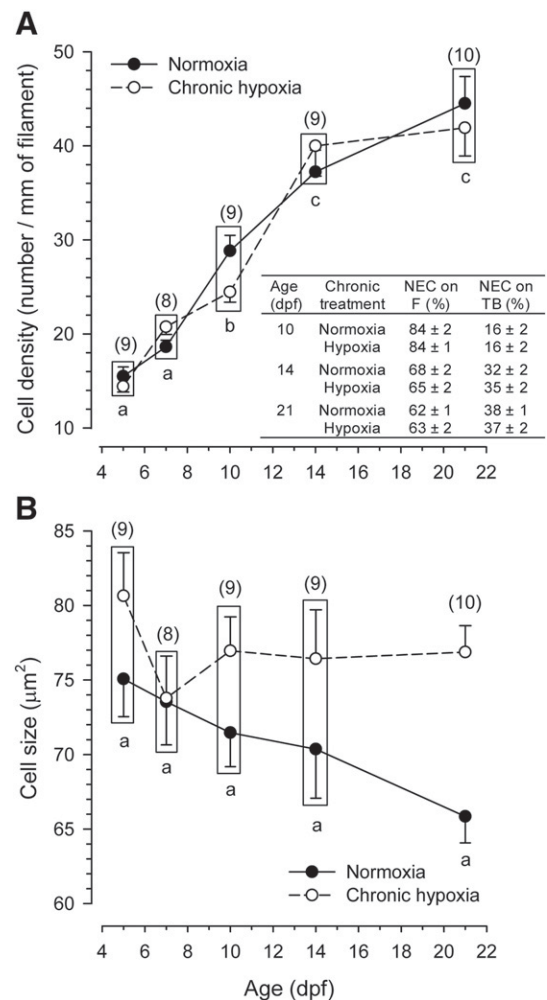 A
Normoxia
Chronic hypoxia
Cell density (number / mm of filament)
50
40
30
20
10
(9)
(8)
(9)
(9)
(10)
a
a
b
c
c
Age (dpf) Chronic treatment NEC on F (%) NEC on TB (%)
10 Normoxia 84 ± 2 16 ± 2
Hypoxia 84 ± 1 16 ± 2
14 Normoxia 68 ± 2 32 ± 2
Hypoxia 65 ± 2 35 ± 2
21 Normoxia 62 ± 1 38 ± 1
Hypoxia 63 ± 2 37 ± 2
4 6 8 10 12 14 16 18 20 22
B
Cell size (µm²)
85
80
75
70
65
60
(9)
(8)
(9)
(9)
(10)
a
a
a
a
a
Normoxia
Chronic hypoxia
4 6 8 10 12 14 16 18 20 22
Age (dpf)